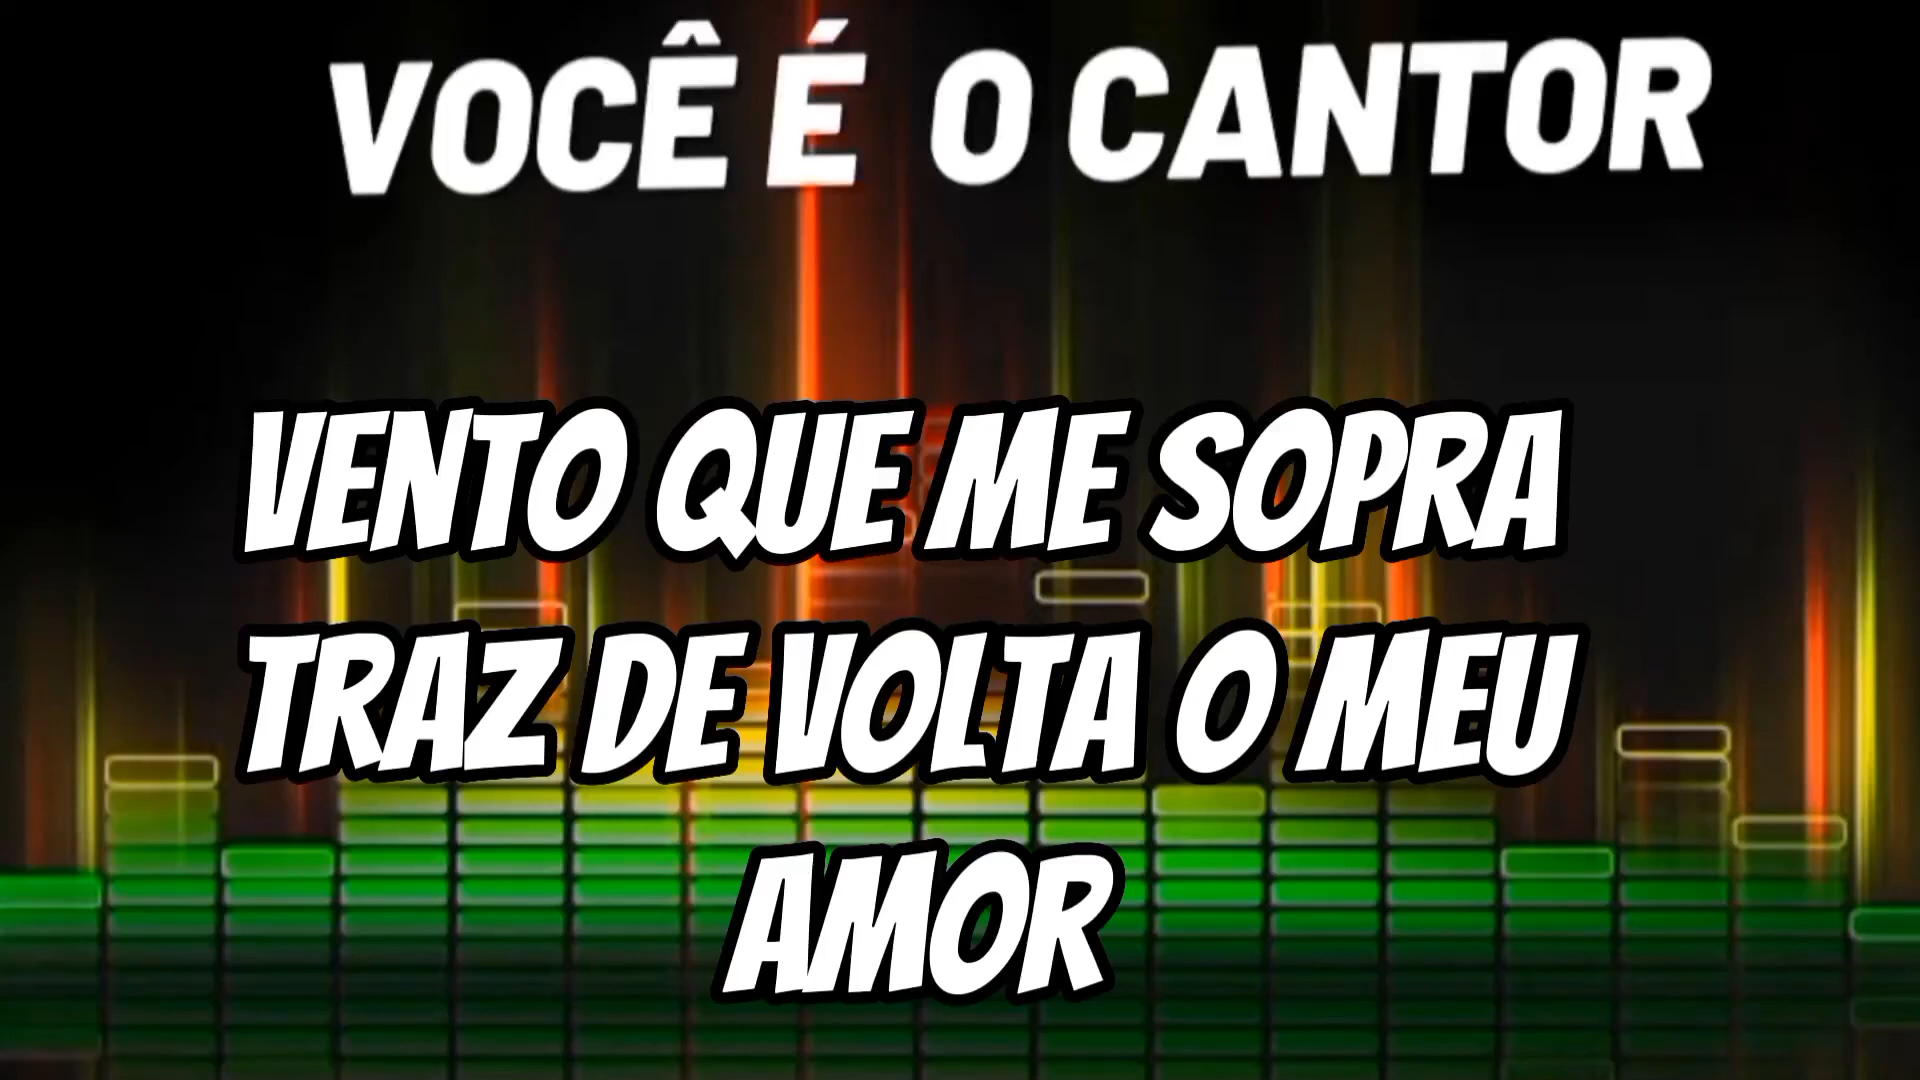 VOCÊ É O CANTOR
VENTO QUE ME SOPRA
TRAZ DE VOLTA O MEU
AMOR